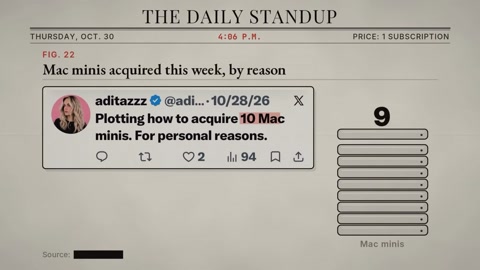 THE DAILY STANDUP
THURSDAY, OCT. 30
4:06 P.M.
PRICE: 1 SUBSCRIPTION
FIG. 22
Mac minis acquired this week, by reason
aditazzz @adi... · 10/28/26
Plotting how to acquire 10 Mac
minis. For personal reasons.
2
94
9
Mac minis
Source: